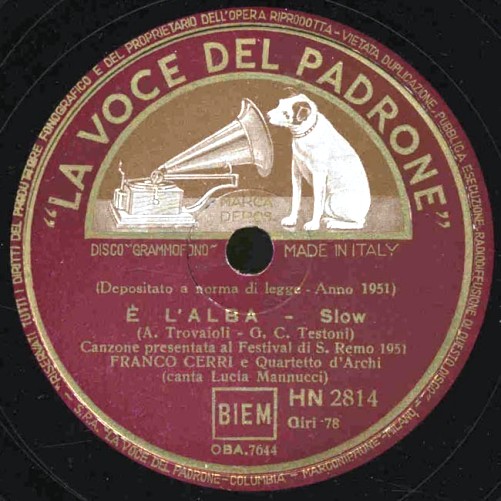 "RISERVATI TUTTI I DIRITTI DEL PRODUTTORE FONOGRAFICO E DEL PROPRIETARIO DELL'OPERA RIPRODOTTA - VIETATA DUPLICAZIONE, PUBBLICA ESECUZIONE, RADIODIFFUSIONE DI QUESTO DISCO"
"LA VOCE DEL PADRONE"
MARCA
DEPOS.
DISCO "GRAMMOFONO" MADE IN ITALY
(Depositato a norma di legge - Anno 1951)
È L'ALBA - Slow
(A. Trovaioli - G. C. Testoni)
Canzone presentata al Festival di S. Remo 1951
FRANCO CERRI e Quartetto d'Archi
(canta Lucia Mannucci)
BIEM
HN 2814
Giri - 78
OBA.7644
S.P.A. "LA VOCE DEL PADRONE - COLUMBIA - MARCONIPHONE" - MILANO